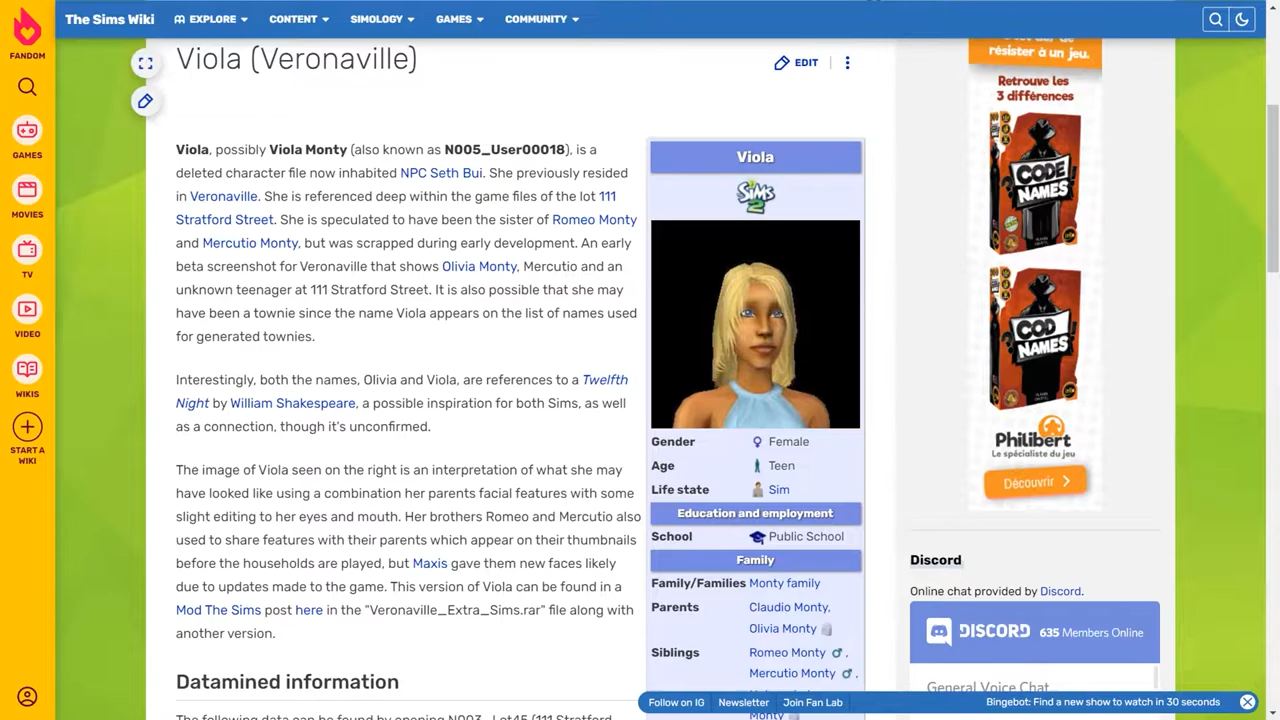 The Sims Wiki
EXPLORE
CONTENT
SIMOLOGY
GAMES
COMMUNITY
FANDOM
GAMES
MOVIES
TV
VIDEO
WIKIS
START A
WIKI
Viola (Veronaville)
EDIT
Viola, possibly Viola Monty (also known as N005_User00018), is a
deleted character file now inhabited NPC Seth Bui. She previously resided
in Veronaville. She is referenced deep within the game files of the lot 111
Stratford Street. She is speculated to have been the sister of Romeo Monty
and Mercutio Monty, but was scrapped during early development. An early
beta screenshot for Veronaville that shows Olivia Monty, Mercutio and an
unknown teenager at 111 Stratford Street. It is also possible that she may
have been a townie since the name Viola appears on the list of names used
for generated townies.
Interestingly, both the names, Olivia and Viola, are references to a Twelfth
Night by William Shakespeare, a possible inspiration for both Sims, as well
as a connection, though it's unconfirmed.
The image of Viola seen on the right is an interpretation of what she may
have looked like using a combination her parents facial features with some
slight editing to her eyes and mouth. Her brothers Romeo and Mercutio also
used to share features with their parents which appear on their thumbnails
before the households are played, but Maxis gave them new faces likely
due to updates made to the game. This version of Viola can be found in a
Mod The Sims post here in the "Veronaville_Extra_Sims.rar" file along with
another version.
Datamined information
Viola
SIMS
2
Gender Female
Age Teen
Life state Sim
Education and employment
School Public School
Family
Family/Families Monty family
Parents Claudio Monty,
Olivia Monty
Siblings Romeo Monty ♂,
Mercutio Monty ♂,
résister à un jeu.
Retrouve les
3 différences
CODE
NAMES
COD
NAMES
Philibert
Le spécialiste du jeu
Découvrir
Discord
Online chat provided by Discord.
DISCORD 635 Members Online
General Voice Chat
Follow on IG
Newsletter
Join Fan Lab
Bingebot: Find a new show to watch in 30 seconds